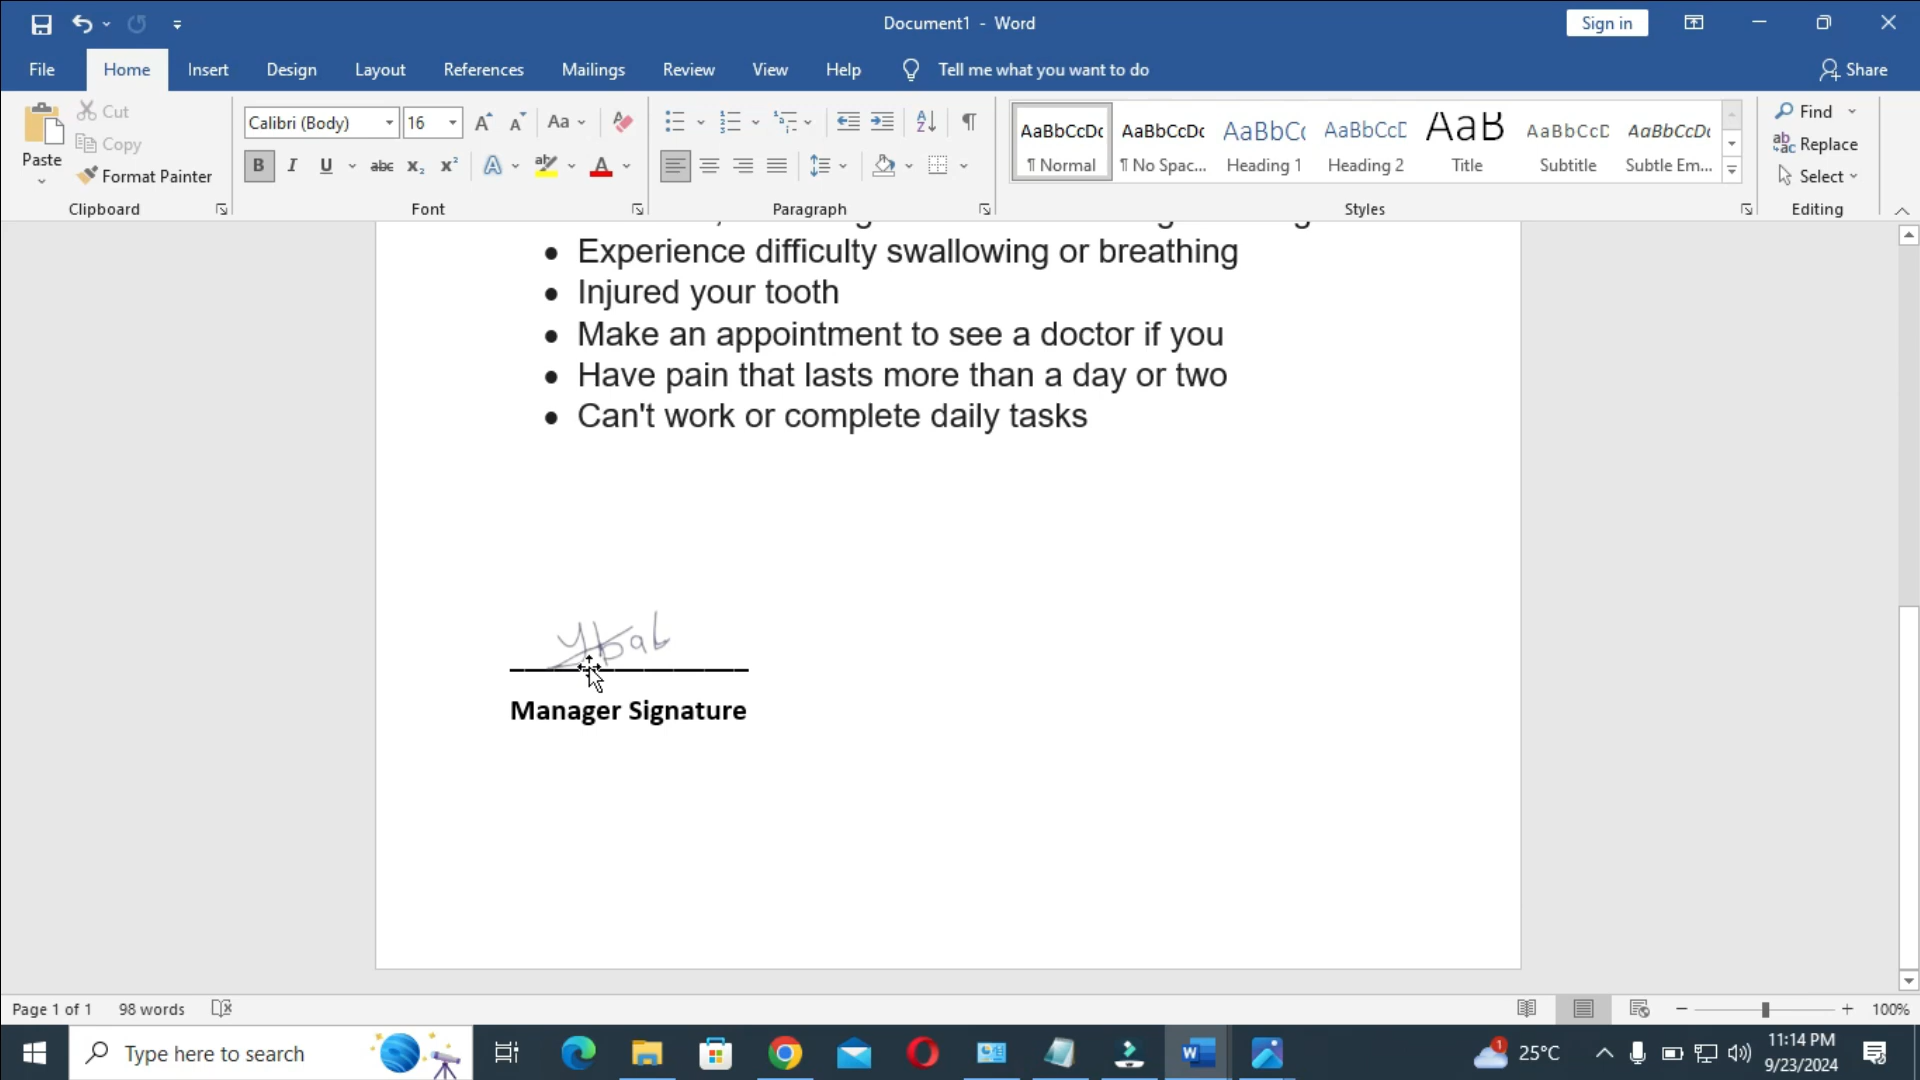 Document1 - Word
Sign in
File
Home
Insert
Design
Layout
References
Mailings
Review
View
Help
Tell me what you want to do
Share
Paste
Cut
Copy
Format Painter
Clipboard
Calibri (Body)
16
Font
Paragraph
AaBbCcDc
¶ Normal
AaBbCcDc
¶ No Spac...
AaBbCc
Heading 1
AaBbCcD
Heading 2
AaB
Title
AaBbCcD
Subtitle
AaBbCcDc
Subtle Em...
Styles
Find
Replace
Select
Editing
• Experience difficulty swallowing or breathing
• Injured your tooth
• Make an appointment to see a doctor if you
• Have pain that lasts more than a day or two
• Can't work or complete daily tasks
Manager Signature
Page 1 of 1
98 words
100%
Type here to search
1
25°C
11:14 PM
9/23/2024